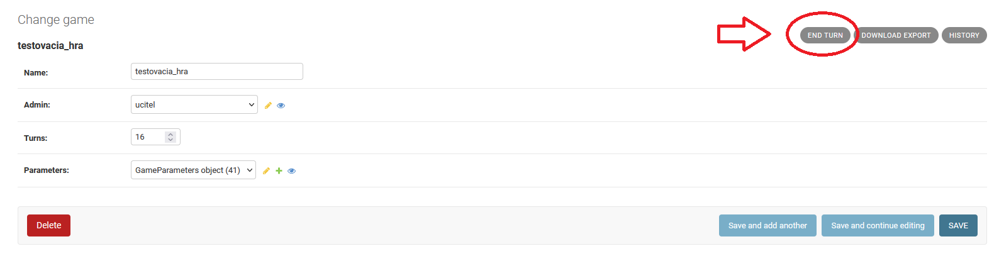 Change game
END TURN DOWNLOAD EXPORT HISTORY
testovacia_hra
Name: testovacia_hra
Admin: ucitel
Turns: 16
Parameters: GameParameters object (41)
Delete Save and add another Save and continue editing SAVE